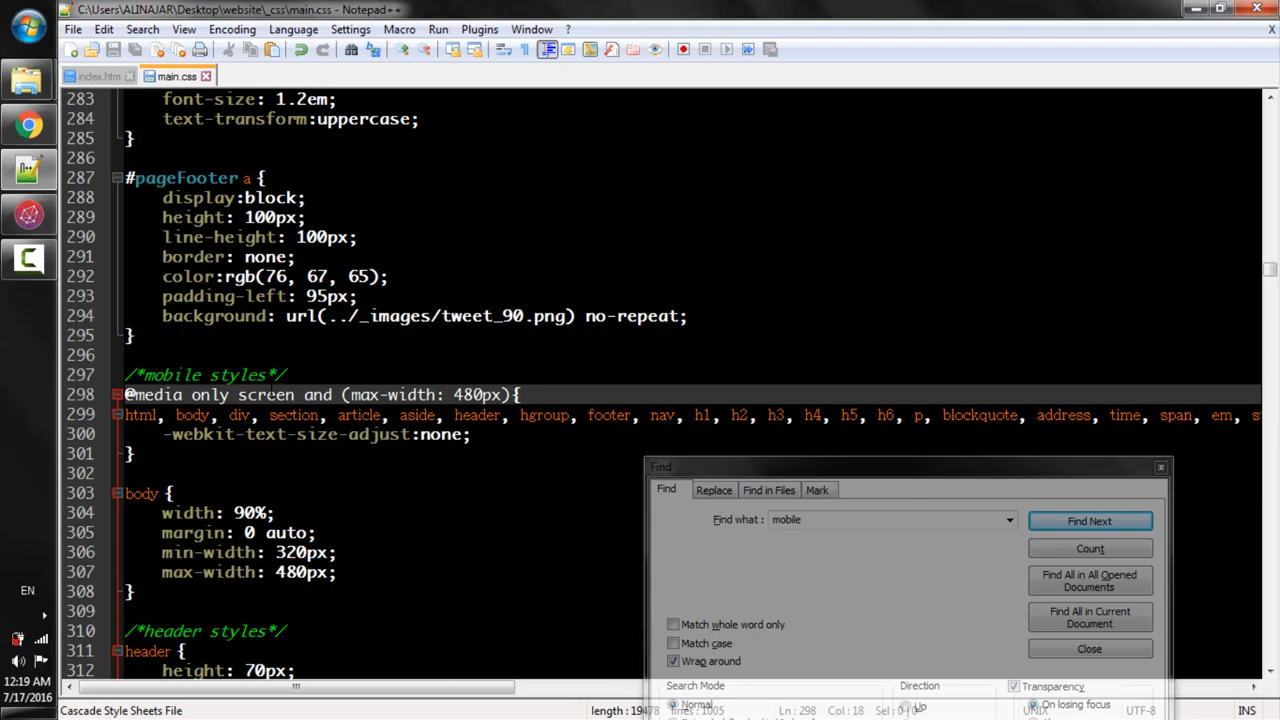 C:\Users\ALINAJAR\Desktop\website\_css\main.css - Notepad++
File Edit Search View Encoding Language Settings Macro Run Plugins Window ?
X
index.htm main.css
283 font-size: 1.2em;
284 text-transform:uppercase;
285 }
286
287 #pageFooter a {
288 display:block;
289 height: 100px;
290 line-height: 100px;
291 border: none;
292 color:rgb(76, 67, 65);
293 padding-left: 95px;
294 background: url(../_images/tweet_90.png) no-repeat;
295 }
296
297 /*mobile styles*/
298 @media only screen and (max-width: 480px){
299 html, body, div, section, article, aside, header, hgroup, footer, nav, h1, h2, h3, h4, h5, h6, p, blockquote, address, time, span, em, s
300 -webkit-text-size-adjust:none;
301 }
302
303 body {
304 width: 90%;
305 margin: 0 auto;
306 min-width: 320px;
307 max-width: 480px;
308 }
309
310 /*header styles*/
311 header {
312 height: 70px;
Find
Find Replace Find in Files Mark
Find what : mobile
Find Next
Count
Find All in All Opened Documents
Find All in Current Document
Close
Match whole word only
Match case
Wrap around
Search Mode
Normal
Direction
Up
Transparency
On losing focus
EN
12:19 AM
7/17/2016
Cascade Style Sheets File
Ln : 298 Col : 18
UNIX
UTF-8
INS